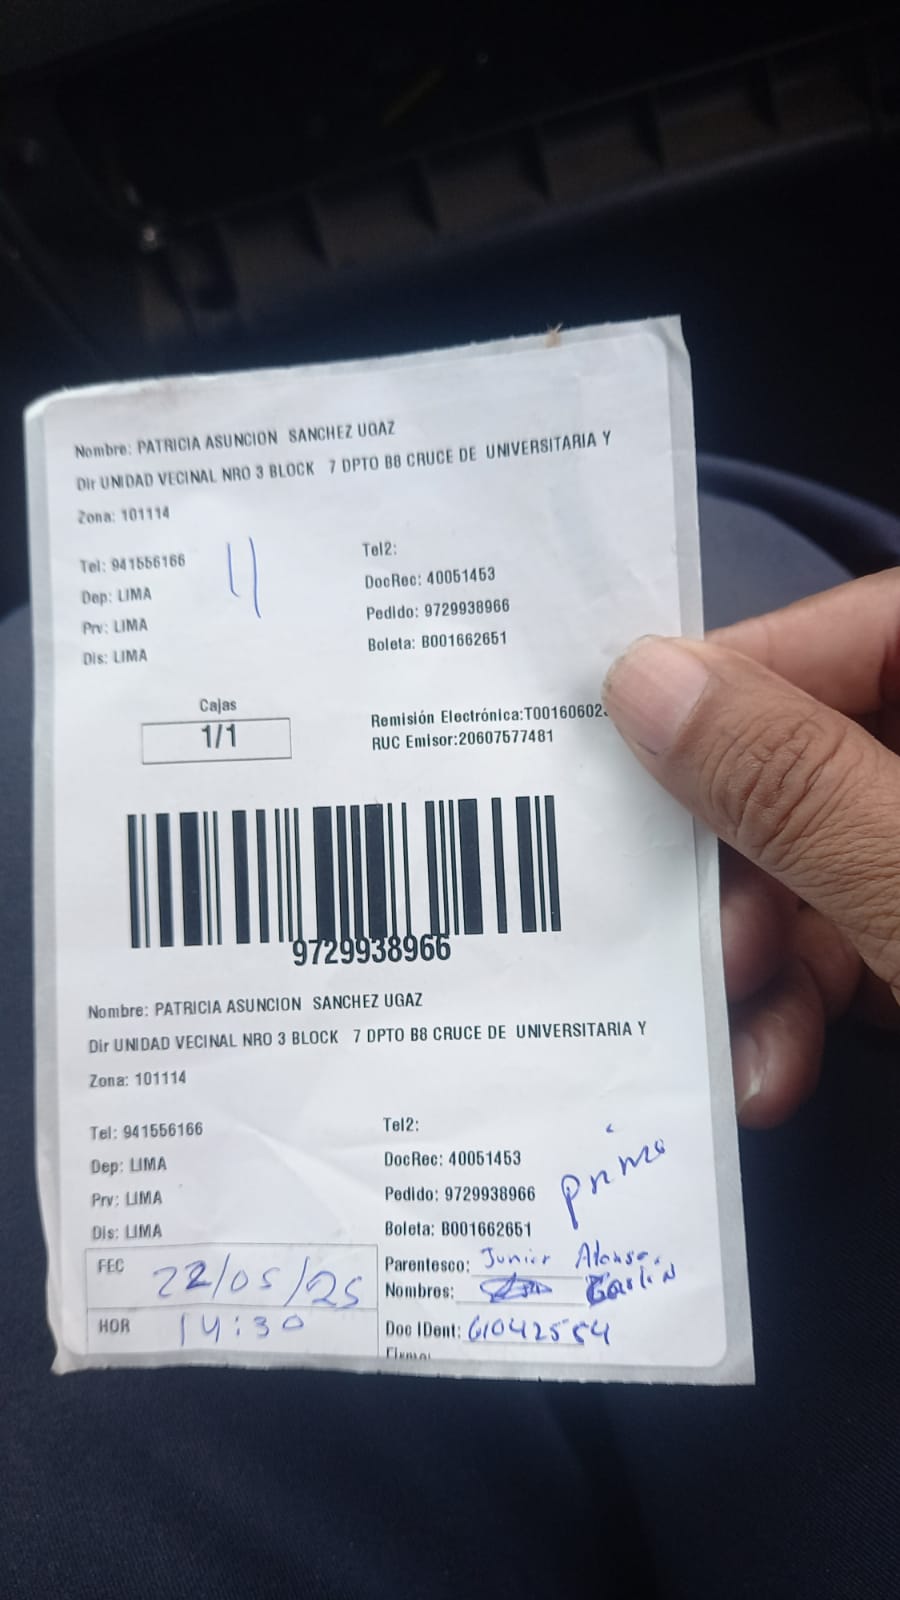 Nombre: PATRICIA ASUNCION SANCHEZ UGAZ
Dir UNIDAD VECINAL NRO 3 BLOCK 7 DPTO B8 CRUCE DE UNIVERSITARIA Y
Zona: 101114
Tel: 941556166 Tel2:
Dep: LIMA DocRec: 40051453
Prv: LIMA Pedido: 9729938966
Dis: LIMA Boleta: B001662651
Cajas
1/1
Remisión Electrónica:T00160602
RUC Emisor:20607577481
9729938966
Nombre: PATRICIA ASUNCION SANCHEZ UGAZ
Dir UNIDAD VECINAL NRO 3 BLOCK 7 DPTO B8 CRUCE DE UNIVERSITARIA Y
Zona: 101114
Tel: 941556166 Tel2:
Dep: LIMA DocRec: 40051453
Prv: LIMA Pedido: 9729938966
Dis: LIMA Boleta: B001662651
primo
FEC 22/05/25
Parentesco: Junior
Nombres:
HOR 14:30
Doc IDent: